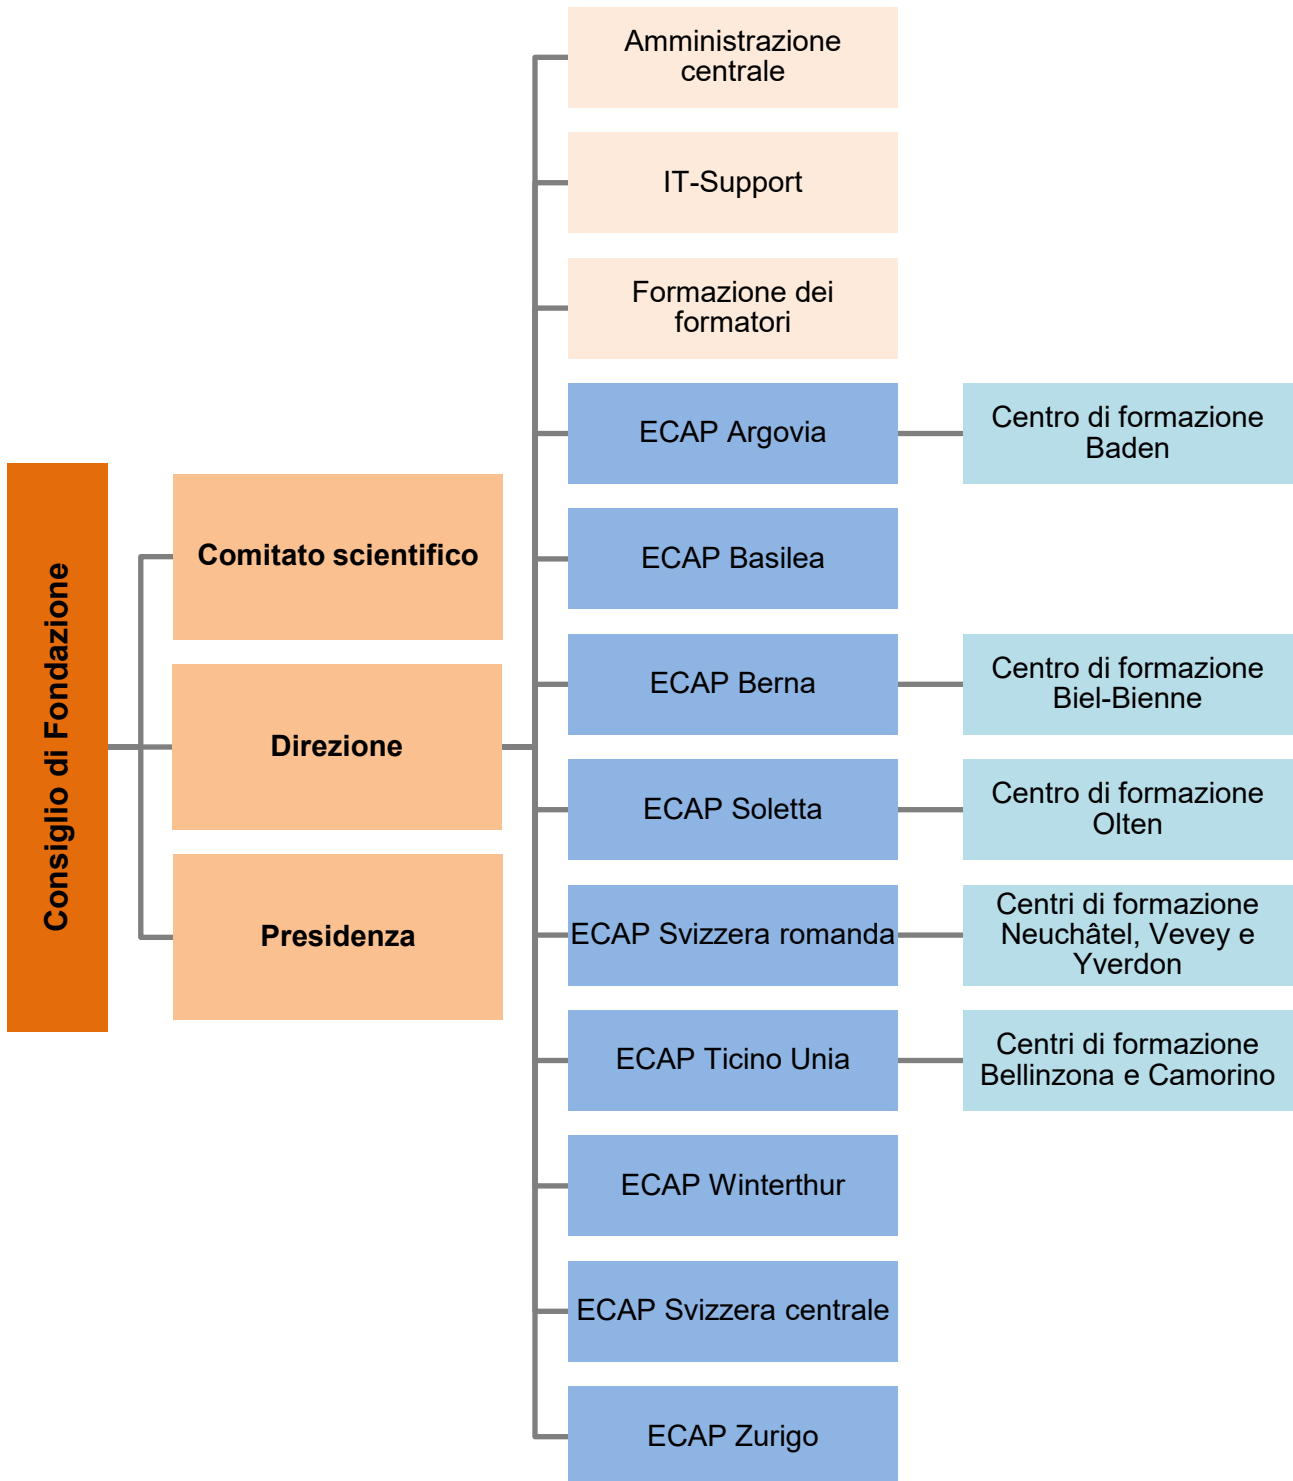 Consiglio di Fondazione
Comitato scientifico
Direzione
Presidenza
Amministrazione
centrale
IT-Support
Formazione dei
formatori
ECAP Argovia
Centro di formazione
Baden
ECAP Basilea
ECAP Berna
Centro di formazione
Biel-Bienne
ECAP Soletta
Centro di formazione
Olten
ECAP Svizzera romanda
Centri di formazione
Neuchâtel, Vevey e
Yverdon
ECAP Ticino Unia
Centri di formazione
Bellinzona e Camorino
ECAP Winterthur
ECAP Svizzera centrale
ECAP Zurigo